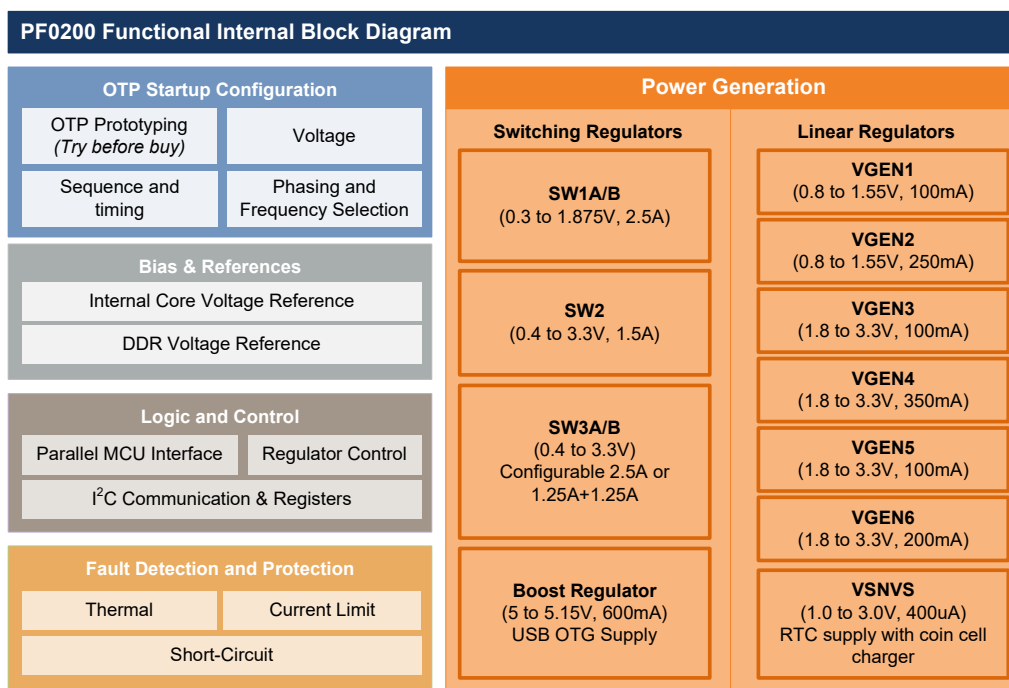 PF0200 Functional Internal Block Diagram
OTP Startup Configuration
OTP Prototyping
(Try before buy)
Voltage
Sequence and
timing
Phasing and
Frequency Selection
Bias & References
Internal Core Voltage Reference
DDR Voltage Reference
Logic and Control
Parallel MCU Interface
Regulator Control
I²C Communication & Registers
Fault Detection and Protection
Thermal
Current Limit
Short-Circuit
Power Generation
Switching Regulators
SW1A/B
(0.3 to 1.875V, 2.5A)
SW2
(0.4 to 3.3V, 1.5A)
SW3A/B
(0.4 to 3.3V)
Configurable 2.5A or
1.25A+1.25A
Boost Regulator
(5 to 5.15V, 600mA)
USB OTG Supply
Linear Regulators
VGEN1
(0.8 to 1.55V, 100mA)
VGEN2
(0.8 to 1.55V, 250mA)
VGEN3
(1.8 to 3.3V, 100mA)
VGEN4
(1.8 to 3.3V, 350mA)
VGEN5
(1.8 to 3.3V, 100mA)
VGEN6
(1.8 to 3.3V, 200mA)
VSNVS
(1.0 to 3.0V, 400uA)
RTC supply with coin cell
charger